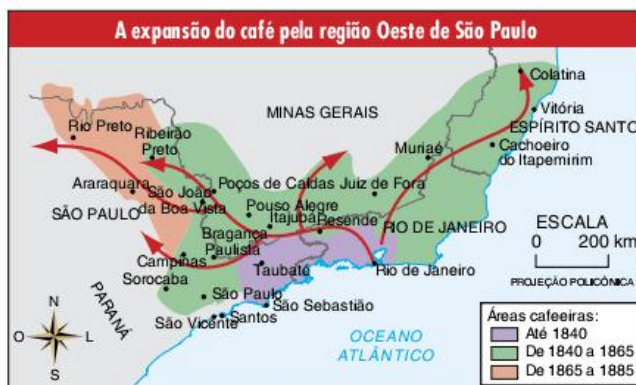 A expansão do café pela região Oeste de São Paulo
Colatina
MINAS GERAIS
Vitória
Rio Preto
Ribeirão
Preto
ESPÍRITO SANTO
Muriaé
Cachoeiro
do Itapemirim
Araraquara
São João
da Boa Vista
Poços de Caldas
Juiz de Fora
SÃO PAULO
Pouso Alegre
Itajubá
Resende
RIO DE JANEIRO
ESCALA
0 200 km
PROJEÇÃO POLICÔNICA
Bragança
Paulista
Campinas
Taubaté
Rio de Janeiro
Sorocaba
São Paulo
São Sebastião
PARANÁ
São Vicente
Santos
N
O
L
S
OCEANO
ATLÂNTICO
Áreas cafeeiras:
Até 1840
De 1840 a 1865
De 1865 a 1885